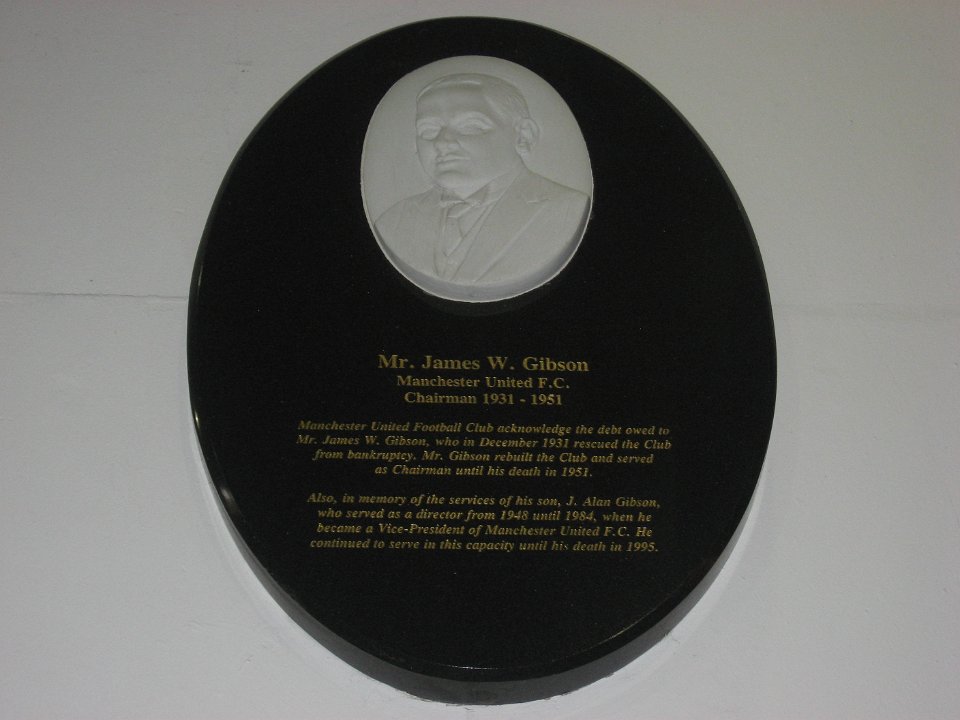 Mr. James W. Gibson
Manchester United F.C.
Chairman 1931 - 1951
Manchester United Football Club acknowledge the debt owed to
Mr. James W. Gibson, who in December 1931 rescued the Club
from bankruptcy. Mr. Gibson rebuilt the Club and served
as Chairman until his death in 1951.
Also, in memory of the services of his son, J. Alan Gibson,
who served as a director from 1948 until 1984, when he
became a Vice-President of Manchester United F.C. He
continued to serve in this capacity until his death in 1995.